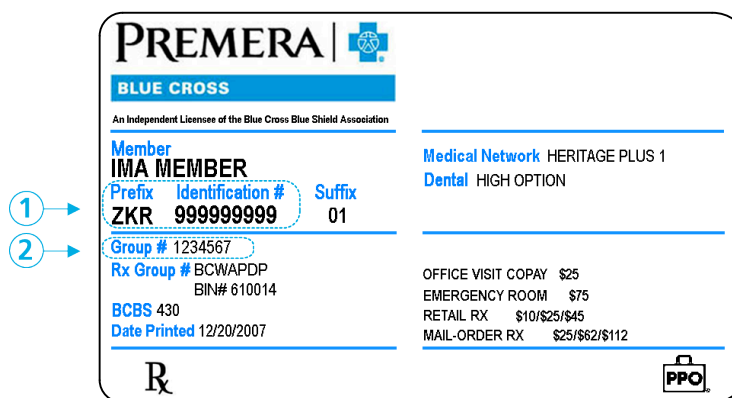 PREMERA
BLUE CROSS
An Independent Licensee of the Blue Cross Blue Shield Association
Member
IMA MEMBER
Prefix Identification # Suffix
1 ZKR 999999999 01
2 Group # 1234567
Rx Group # BCWAPDP
BIN# 610014
BCBS 430
Date Printed 12/20/2007
Rx
Medical Network HERITAGE PLUS 1
Dental HIGH OPTION
OFFICE VISIT COPAY $25
EMERGENCY ROOM $75
RETAIL RX $10/$25/$45
MAIL-ORDER RX $25/$62/$112
PPO